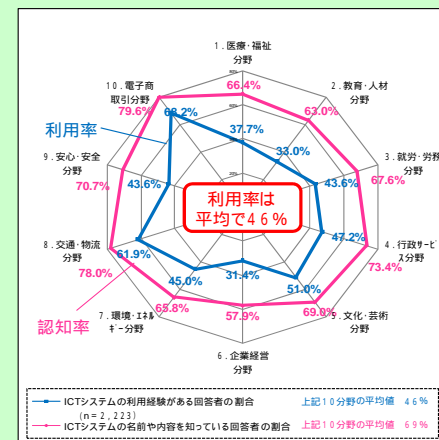 1．医療・福祉
分野
66.4%
10．電子商
取引分野
79.6%
68.2%
2．教育・人材
分野
63.0%
37.7%
33.0%
利用率
9．安心・安全
分野
70.7%
43.6%
3．就労・労務
分野
67.6%
43.6%
利用率は
平均で46%
8．交通・物流
分野
78.0%
61.9%
4．行政サービ
ス分野
73.4%
47.2%
45.0%
31.4%
51.0%
認知率
7．環境・エネル
ギー分野
65.8%
57.9%
69.0%
5．文化・芸術
分野
6．企業経営
分野
ICTシステムの利用経験がある回答者の割合 上記10分野の平均値 46%
(n=2,223)
ICTシステムの名前や内容を知っている回答者の割合 上記10分野の平均値 69%